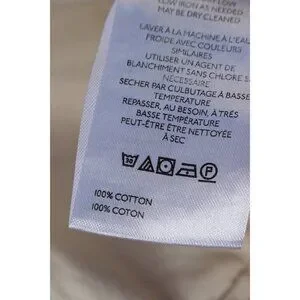 LOW IRON AS NEEDED
MAY BE DRY CLEANED
LAVER À LA MACHINE À L'EAU
FROIDE AVEC COULEURS
SIMILAIRES
UTILISER UN AGENT DE
BLANCHIMENT SANS CHLORE SI
NÉCESSAIRE
SECHER PAR CULBUTAGE À BASSE
TEMPÉRATURE
REPASSER, AU BESOIN, À TRÈS
BASSE TEMPÉRATURE
PEUT-ÊTRE ÊTRE NETTOYÉE
À SEC
30
P
100% COTTON
100% COTON